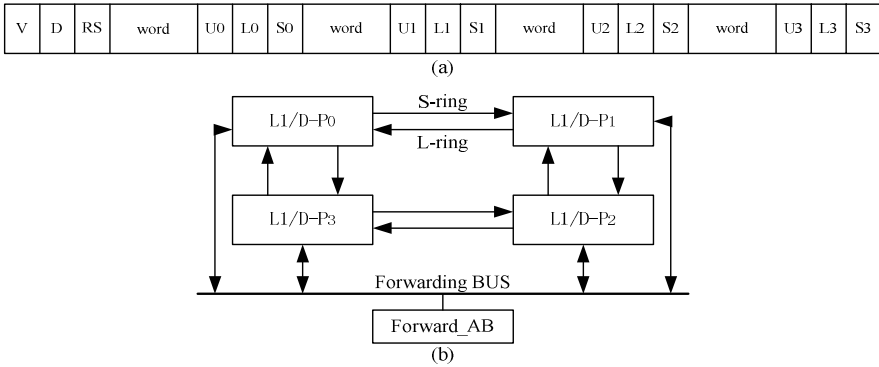 V D RS word U0 L0 S0 word U1 L1 S1 word U2 L2 S2 word U3 L3 S3
(a)
S-ring
L1/D-P0 L1/D-P1
L-ring
L1/D-P3 L1/D-P2
Forwarding BUS
Forward_AB
(b)